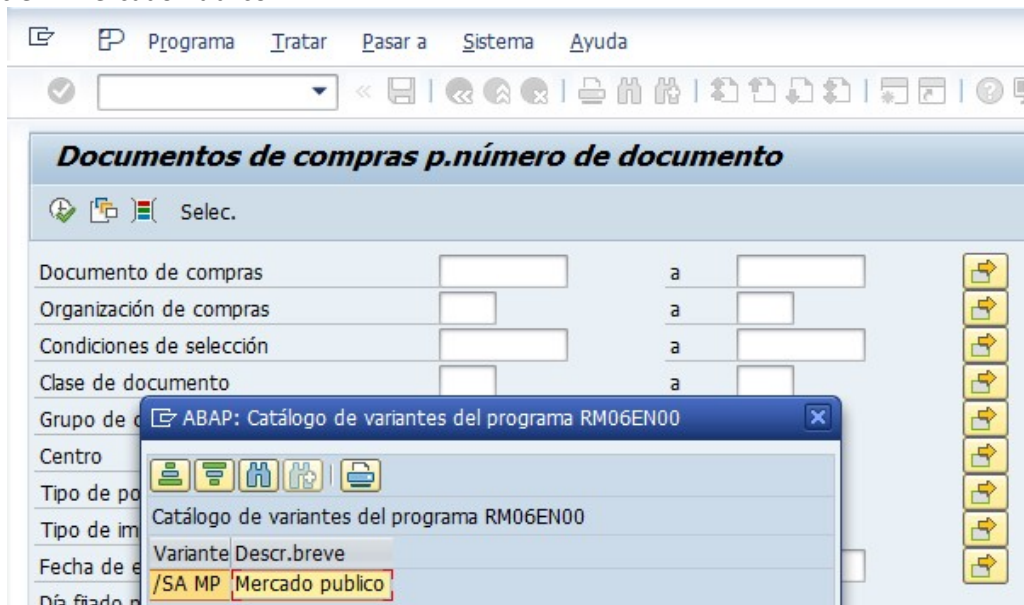 Programa Tratar Pasar a Sistema Ayuda
Documentos de compras p.número de documento
Selec.
Documento de compras a
Organización de compras a
Condiciones de selección a
Clase de documento a
Grupo de
ABAP: Catálogo de variantes del programa RM06EN00
Centro
Tipo de
Catálogo de variantes del programa RM06EN00
Tipo de
Variante Descr.breve
Fecha de
/SA MP Mercado publico